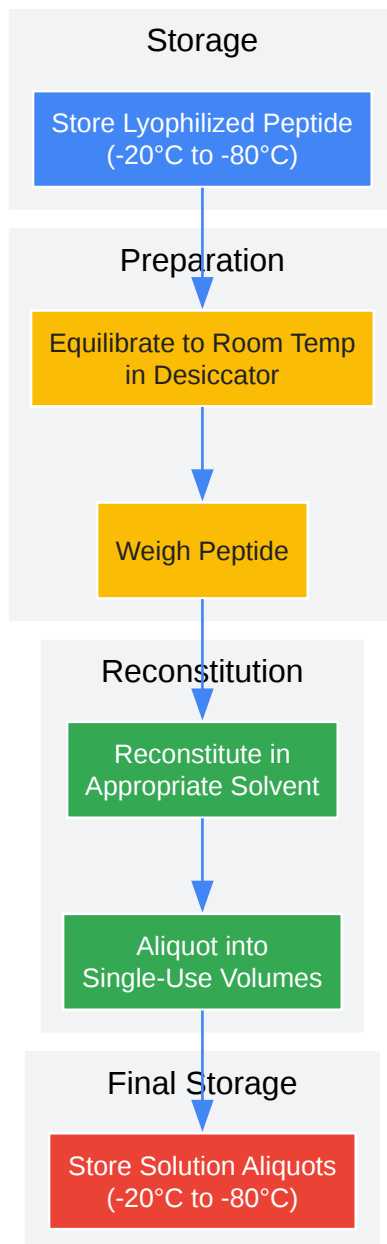 Storage
Store Lyophilized Peptide
(-20°C to -80°C)
Preparation
Equilibrate to Room Temp
in Desiccator
Weigh Peptide
Reconstitution
Reconstitute in
Appropriate Solvent
Aliquot into
Single-Use Volumes
Final Storage
Store Solution Aliquots
(-20°C to -80°C)